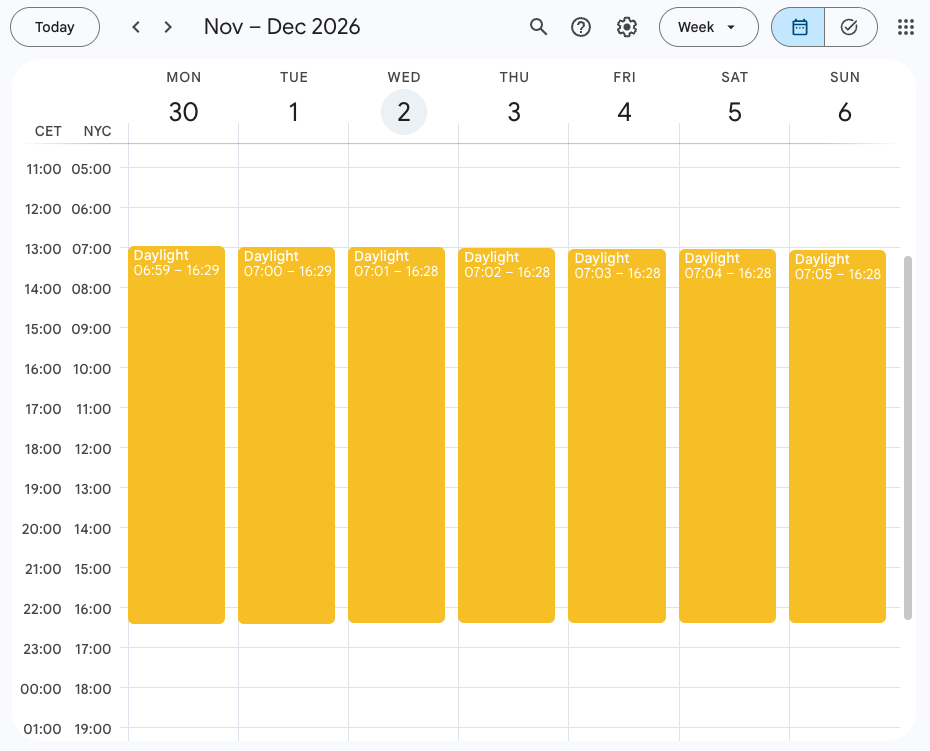 Today
Nov – Dec 2026
Week
MON TUE WED THU FRI SAT SUN
30 1 2 3 4 5 6
CET NYC
11:00 05:00
12:00 06:00
13:00 07:00
Daylight Daylight Daylight Daylight Daylight Daylight Daylight
06:59 – 16:29 07:00 – 16:29 07:01 – 16:28 07:02 – 16:28 07:03 – 16:28 07:04 – 16:28 07:05 – 16:28
14:00 08:00
15:00 09:00
16:00 10:00
17:00 11:00
18:00 12:00
19:00 13:00
20:00 14:00
21:00 15:00
22:00 16:00
23:00 17:00
00:00 18:00
01:00 19:00